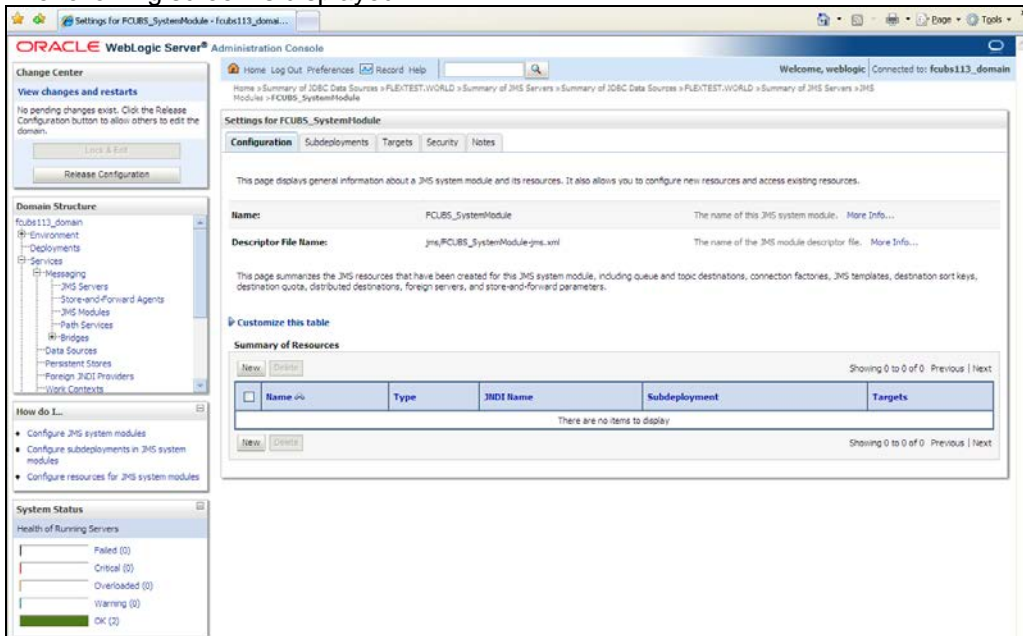 Settings for FCUBS_SystemModule - fcubs113_domai...
Page
Tools
ORACLE WebLogic Server® Administration Console
Change Center
View changes and restarts
No pending changes exist. Click the Release
Configuration button to allow others to edit the
domain.
Lock & Edit
Release Configuration
Domain Structure
fcubs113_domain
Environment
Deployments
Services
Messaging
JMS Servers
Store-and-Forward Agents
JMS Modules
Path Services
Bridges
Data Sources
Persistent Stores
Foreign JNDI Providers
Work Contexts
How do I...
Configure JMS system modules
Configure subdeployments in JMS system
modules
Configure resources for JMS system modules
System Status
Health of Running Servers
Failed (0)
Critical (0)
Overloaded (0)
Warning (0)
OK (2)
Home Log Out Preferences Record Help
Welcome, weblogic Connected to: fcubs113_domain
Home >Summary of JDBC Data Sources >FLEXTEST.WORLD >Summary of JMS Servers >Summary of JDBC Data Sources >FLEXTEST.WORLD >Summary of JMS Servers >JMS
Modules >FCUBS_SystemModule
Settings for FCUBS_SystemModule
Configuration Subdeployments Targets Security Notes
This page displays general information about a JMS system module and its resources. It also allows you to configure new resources and access existing resources.
Name: FCUBS_SystemModule The name of this JMS system module. More Info...
Descriptor File Name: jms/FCUBS_SystemModule-jms.xml The name of the JMS module descriptor file. More Info...
This page summarizes the JMS resources that have been created for this JMS system module, including queue and topic destinations, connection factories, JMS templates, destination sort keys,
destination quota, distributed destinations, foreign servers, and store-and-forward parameters.
Customize this table
Summary of Resources
New Delete Showing 0 to 0 of 0 Previous | Next
Name Type JNDI Name Subdeployment Targets
There are no items to display
New Delete Showing 0 to 0 of 0 Previous | Next